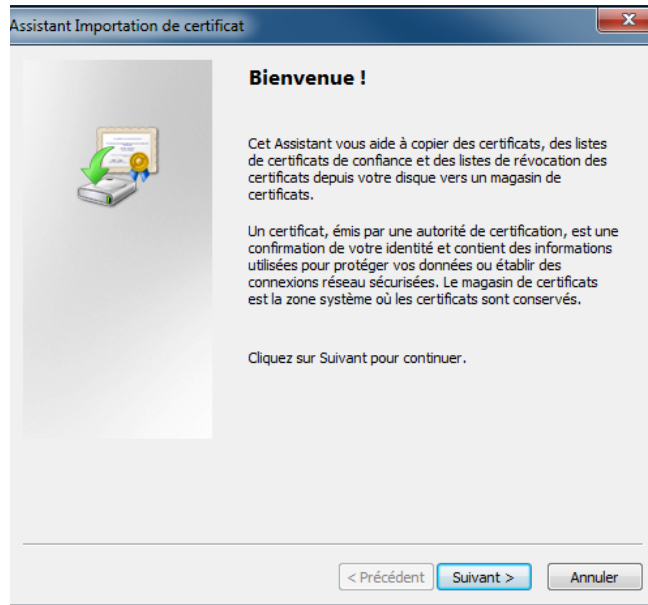 Assistant Importation de certificat
Bienvenue !
Cet Assistant vous aide à copier des certificats, des listes
de certificats de confiance et des listes de révocation des
certificats depuis votre disque vers un magasin de
certificats.
Un certificat, émis par une autorité de certification, est une
confirmation de votre identité et contient des informations
utilisées pour protéger vos données ou établir des
connexions réseau sécurisées. Le magasin de certificats
est la zone système où les certificats sont conservés.
Cliquez sur Suivant pour continuer.
< Précédent Suivant > Annuler